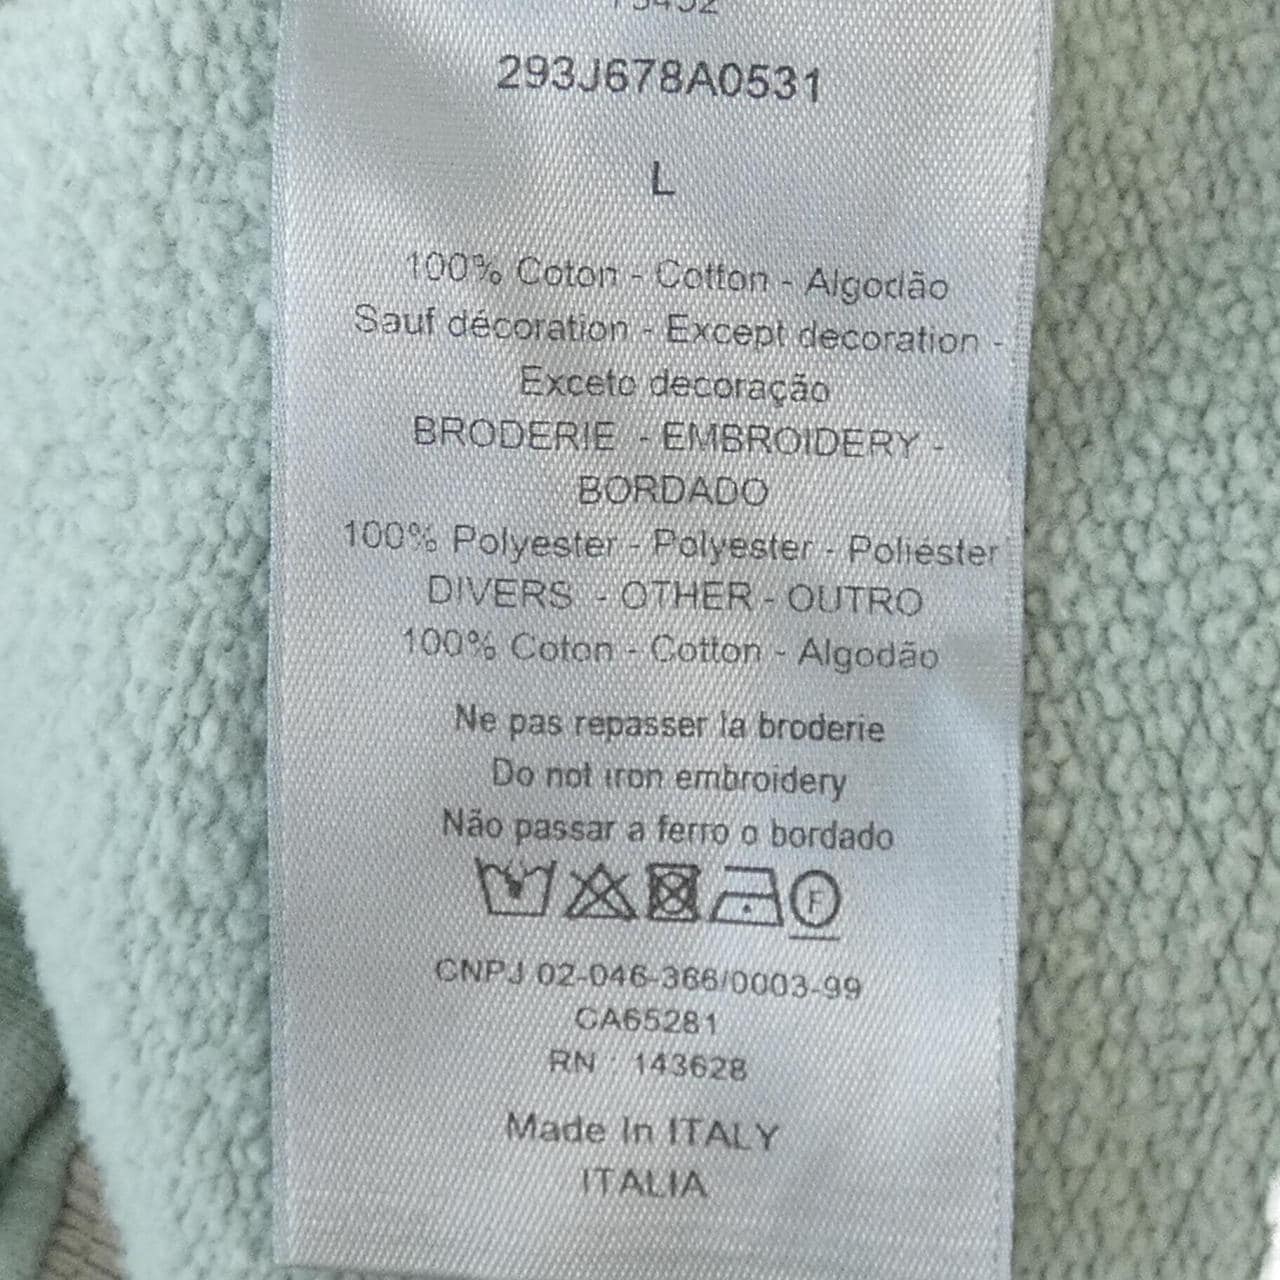 293J678A0531
L
100% Coton - Cotton - Algodão
Sauf décoration - Except decoration -
Exceto decoração
BRODERIE - EMBROIDERY -
BORDADO
100% Polyester - Polyester - Poliéster
DIVERS - OTHER - OUTRO
100% Coton - Cotton - Algodão
Ne pas repasser la broderie
Do not iron embroidery
Não passar a ferro o bordado
F
CNPJ 02-046-366/0003-99
CA65281
RN : 143628
Made In ITALY
ITALIA